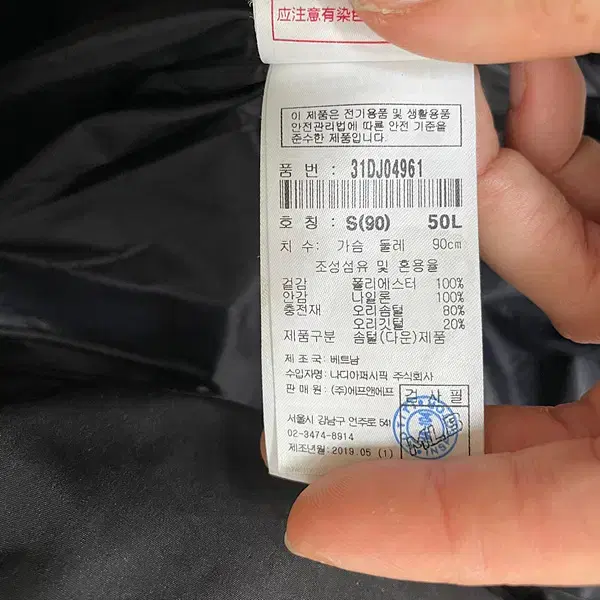 应注意有染色
이 제품은 전기용품 및 생활용품
안전관리법에 따른 안전 기준을
준수한 제품입니다.
품 번 : 31DJ04961
호 칭 : S(90) 50L
치 수: 가슴 둘레 90cm
조성섬유 및 혼용율
겉감 폴리에스터 100%
안감 나일론 100%
충전재 오리솜털 80%
오리깃털 20%
제품구분 솜털(다운)제품
제 조 국: 베트남
수입자명: 나디아퍼시픽 주식회사
판 매 원: (주)에프앤에프
검 사 필
서울시 강남구 언주로 541
02-3474-8914
제조년월: 2019.05 (1)